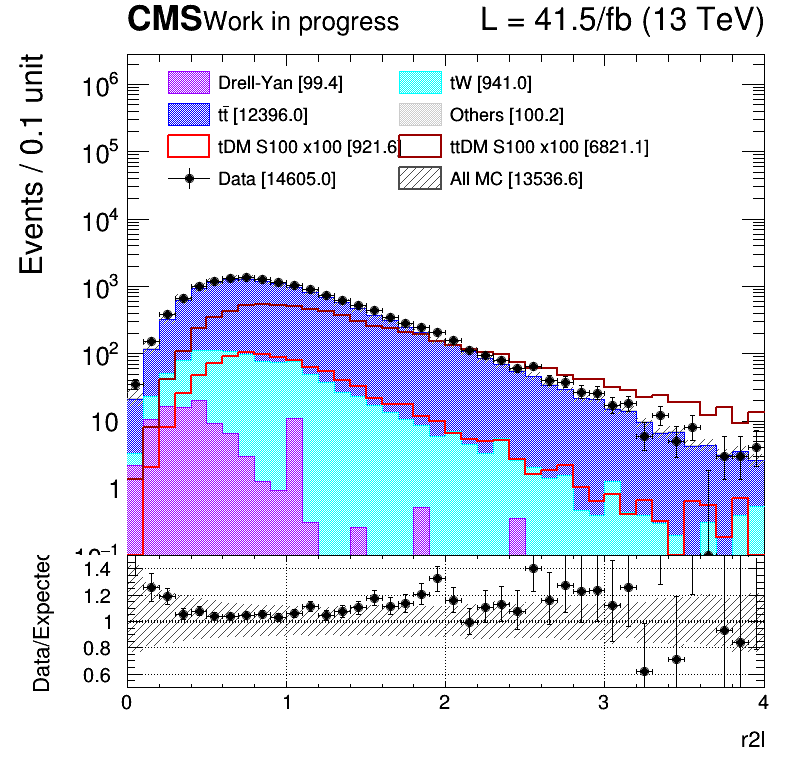 CMS Work in progress L = 41.5/fb (13 TeV)
Events / 0.1 unit
10⁶
10⁵
10⁴
10³
10²
10
1
10⁻¹
Drell-Yan [99.4] tW [941.0]
tt̄ [12396.0] Others [100.2]
tDM S100 x100 [921.6 ttDM S100 x100 [6821.1]
Data [14605.0] All MC [13536.6]
Data/Expected
1.4
1.2
1
0.8
0.6
0 1 2 3 4
r2l